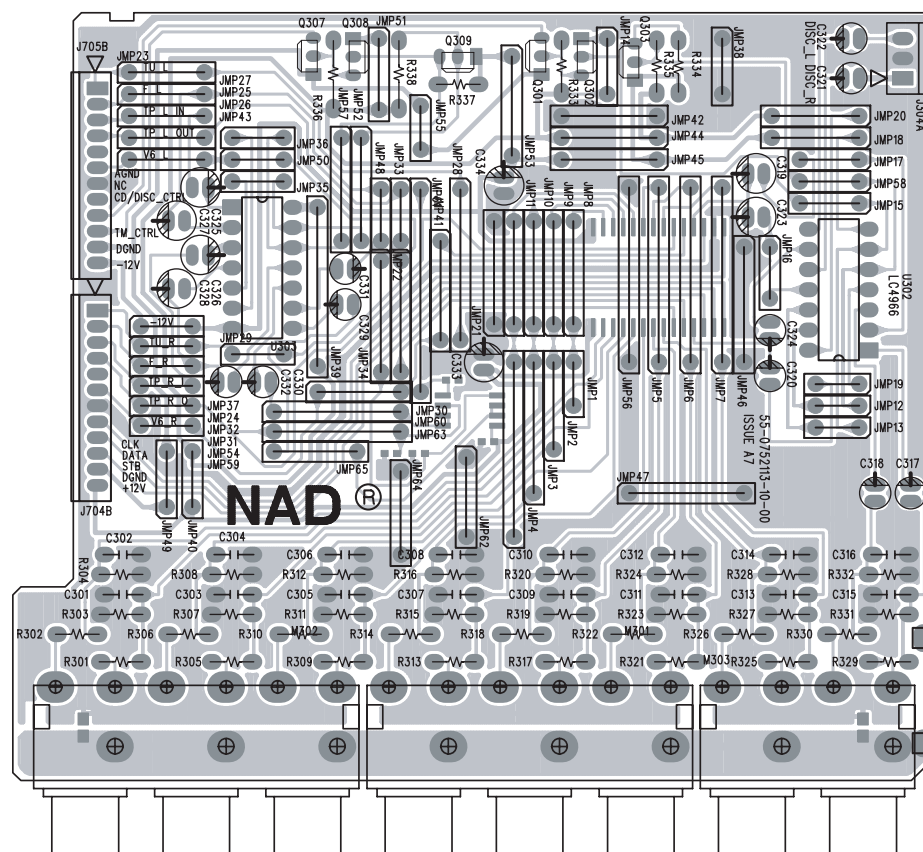 Q307
Q308
JMP51
Q303
JMP14
JMP38
DISC_L
DISC_R
C322
C321
J304A
J705B
JMP23
TU_L
F_L
TP_L_IN
TP_L_OUT
V6_L
JMP27
JMP25
JMP26
JMP43
AGND
NC
CD/DISC_CTRL
TM_CTRL
DGND
-12V
Q309
R338
R337
R336
JMP57
JMP52
JMP55
JMP53
Q301
R333
Q302
R335
R334
JMP42
JMP44
JMP45
JMP20
JMP18
JMP17
JMP58
JMP15
JMP36
JMP50
JMP35
JMP48
JMP33
JMP28
C314
JMP41
JMP11
JMP10
JMP9
JMP8
C319
C323
JMP16
U302
LC4966
C325
C327
C326
C328
C331
C329
JMP21
C333
C324
C320
-12V
TU_R
F_R
TP_R_I
TP_R_O
V6_R
JMP29
U303
C332
C330
JMP39
JMP34
JMP37
JMP24
JMP32
JMP31
JMP54
JMP59
JMP30
JMP60
JMP63
JMP65
JMP64
JMP62
JMP1
JMP2
JMP3
JMP4
JMP56
JMP5
JMP6
JMP7
JMP46
JMP47
JMP19
JMP12
JMP13
55-0752113-10-00
ISSUE A7
CLK
DATA
STB
DGND
+12V
J704B
JMP49
JMP40
NAD ®
C318
C317
C302 C304 C306 C308 C310 C312 C314 C316
R304 R308 R312 R316 R320 R324 R328 R332
C301 C303 C305 C307 C309 C311 C313 C315
R303 R307 R311 R315 R319 R323 R327 R331
R302 R306 R310 M302 R314 R318 R322 M301 R326 R330
R301 R305 R309 R313 R317 R321 M303 R325 R329